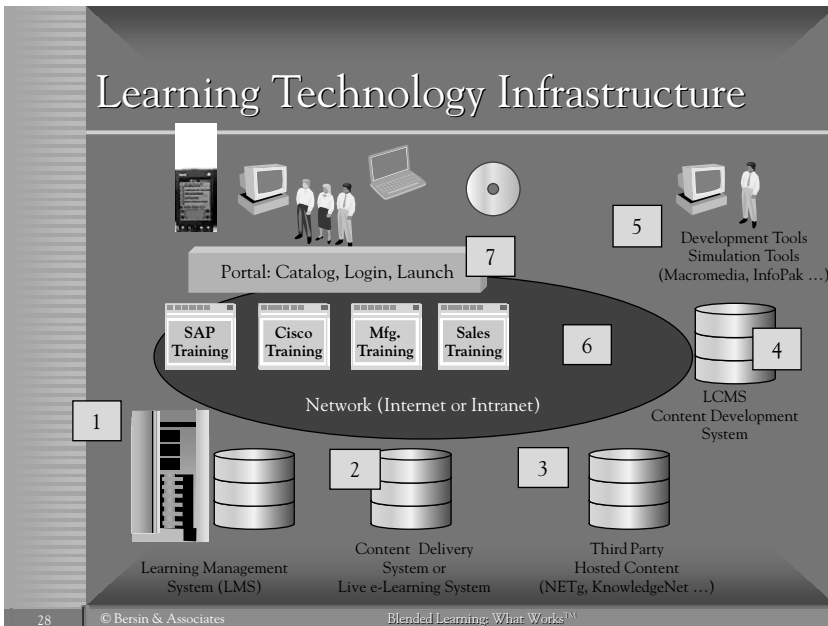 Learning Technology Infrastructure
5
Development Tools
Simulation Tools
(Macromedia, InfoPak ...)
7
Portal: Catalog, Login, Launch
SAP
Training
Cisco
Training
Mfg.
Training
Sales
Training
6
4
LCMS
Content Development
System
Network (Internet or Intranet)
1
2
3
Learning Management
System (LMS)
Content Delivery
System or
Live e-Learning System
Third Party
Hosted Content
(NETg, KnowledgeNet ...)
28
© Bersin & Associates
Blended Learning: What Works™